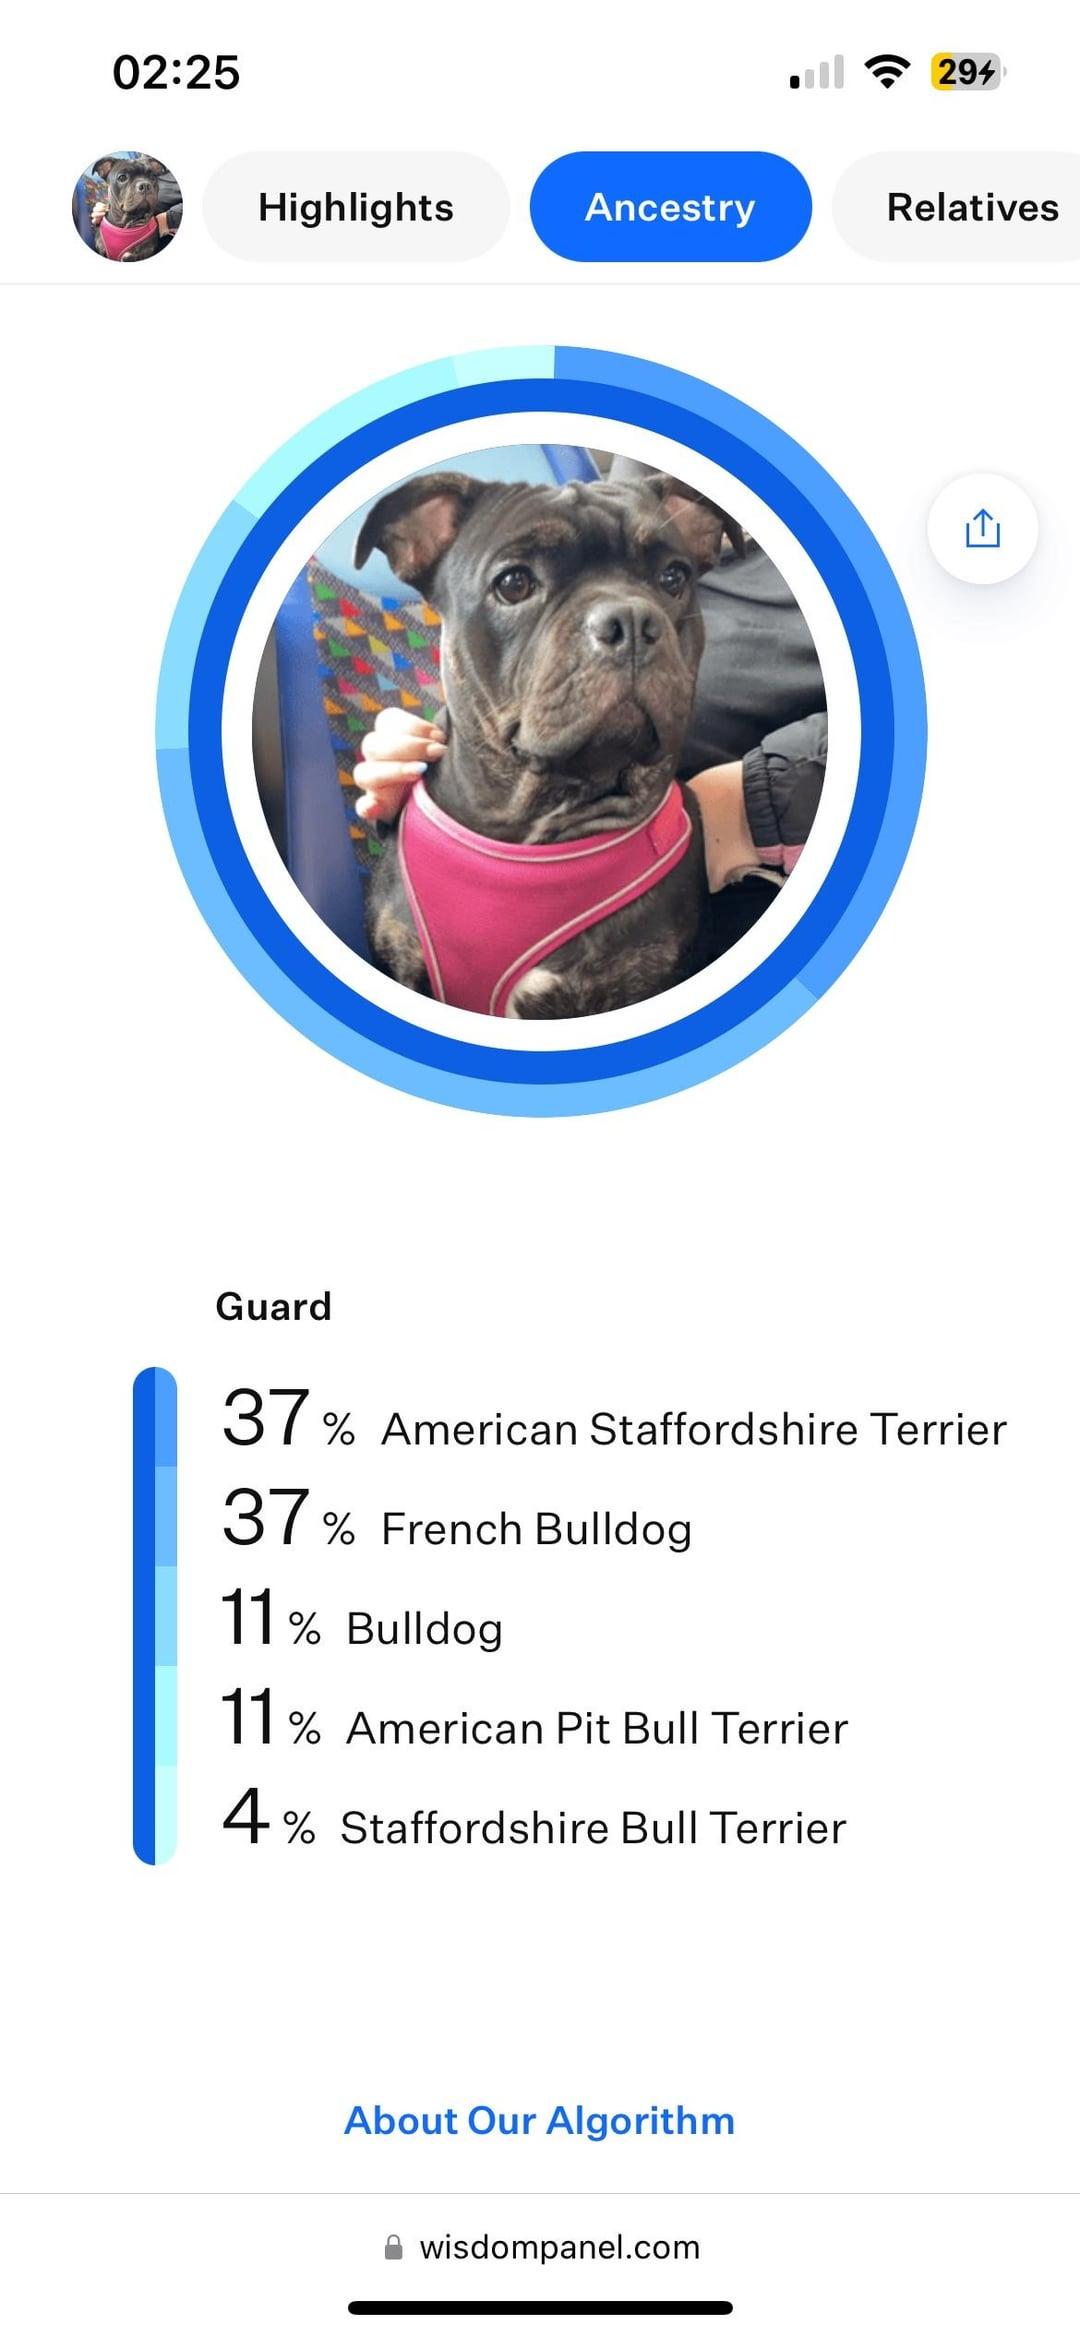 02:25
29
Highlights
Ancestry
Relatives
Guard
37 % American Staffordshire Terrier
37 % French Bulldog
11 % Bulldog
11 % American Pit Bull Terrier
4 % Staffordshire Bull Terrier
About Our Algorithm
wisdompanel.com